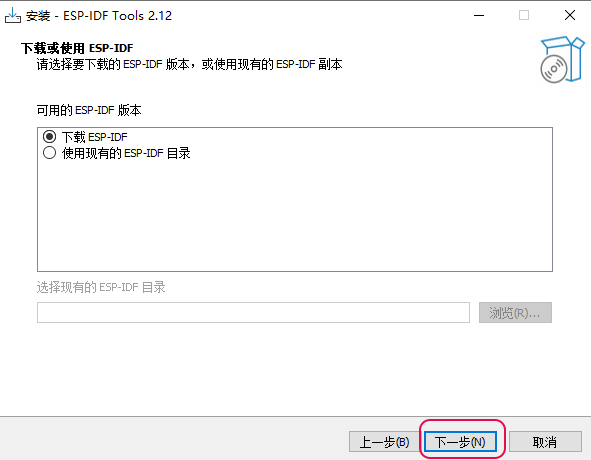 安装 - ESP-IDF Tools 2.12
下载或使用 ESP-IDF
请选择要下载的 ESP-IDF 版本，或使用现有的 ESP-IDF 副本
可用的 ESP-IDF 版本
下载 ESP-IDF
使用现有的 ESP-IDF 目录
选择现有的 ESP-IDF 目录
浏览(R)...
上一步(B)
下一步(N)
取消